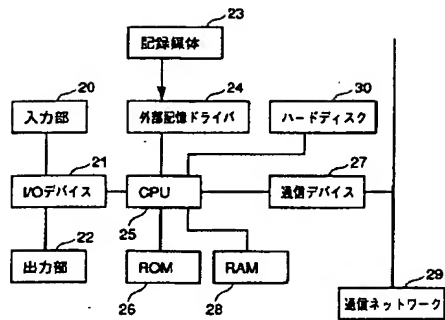 23
記録媒体
20
24
30
入力部
外部記憶ドライバ
ハードディスク
21
27
I/Oデバイス
CPU
通信デバイス
22
25
出力部
ROM
RAM
29
26
28
通信ネットワーク